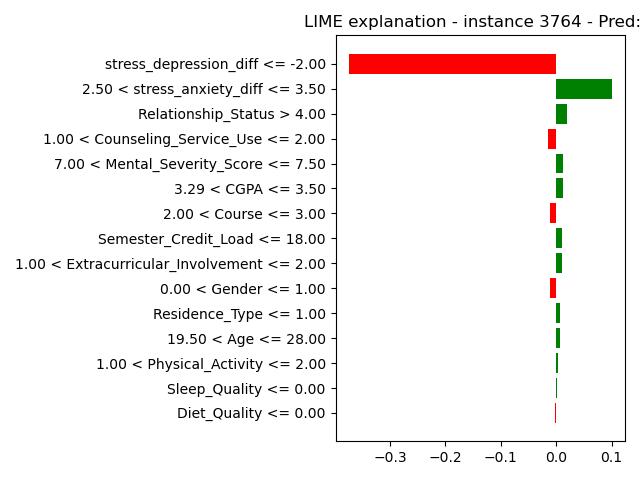 LIME explanation - instance 3764 - Pred:
stress_depression_diff <= -2.00
2.50 < stress_anxiety_diff <= 3.50
Relationship_Status > 4.00
1.00 < Counseling_Service_Use <= 2.00
7.00 < Mental_Severity_Score <= 7.50
3.29 < CGPA <= 3.50
2.00 < Course <= 3.00
Semester_Credit_Load <= 18.00
1.00 < Extracurricular_Involvement <= 2.00
0.00 < Gender <= 1.00
Residence_Type <= 1.00
19.50 < Age <= 28.00
1.00 < Physical_Activity <= 2.00
Sleep_Quality <= 0.00
Diet_Quality <= 0.00
−0.3 −0.2 −0.1 0.0 0.1